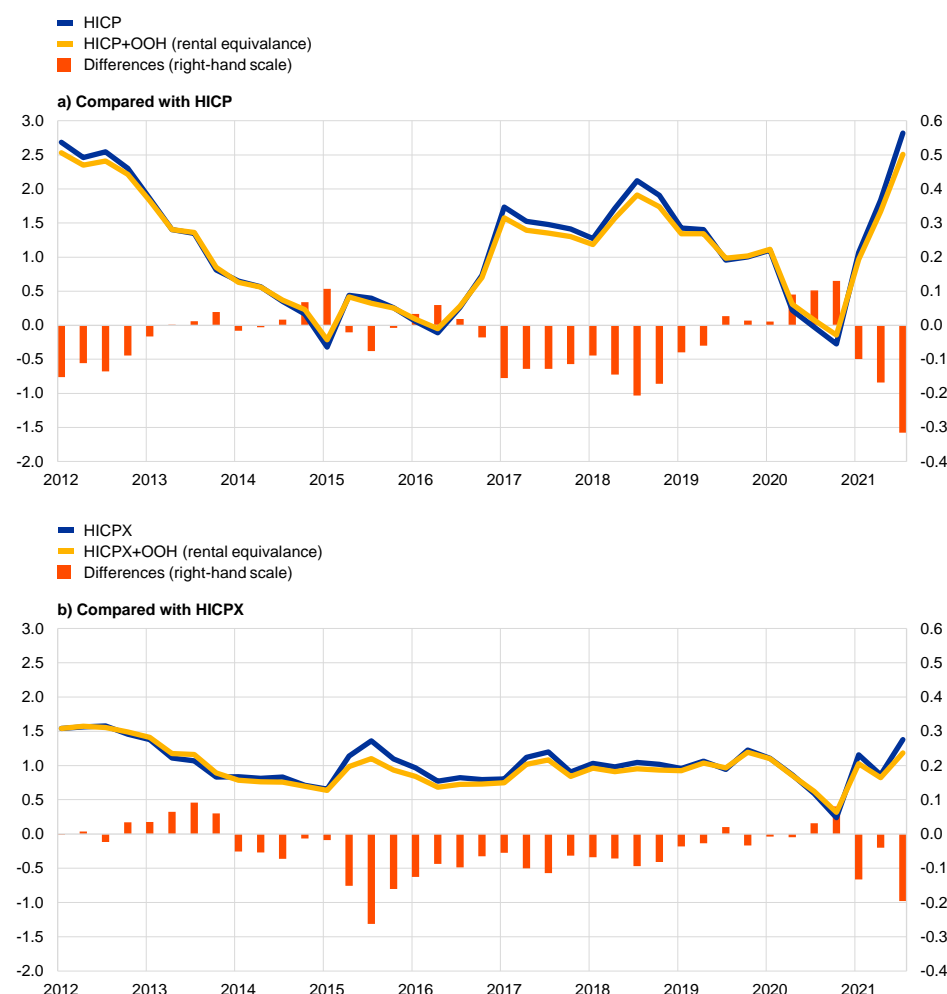 HICP
HICP+OOH (rental equivalance)
Differences (right-hand scale)
a) Compared with HICP
3.0 0.6
2.5 0.5
2.0 0.4
1.5 0.3
1.0 0.2
0.5 0.1
0.0 0.0
-0.5 -0.1
-1.0 -0.2
-1.5 -0.3
-2.0 -0.4
2012 2013 2014 2015 2016 2017 2018 2019 2020 2021
HICPX
HICPX+OOH (rental equivalance)
Differences (right-hand scale)
b) Compared with HICPX
3.0 0.6
2.5 0.5
2.0 0.4
1.5 0.3
1.0 0.2
0.5 0.1
0.0 0.0
-0.5 -0.1
-1.0 -0.2
-1.5 -0.3
-2.0 -0.4
2012 2013 2014 2015 2016 2017 2018 2019 2020 2021